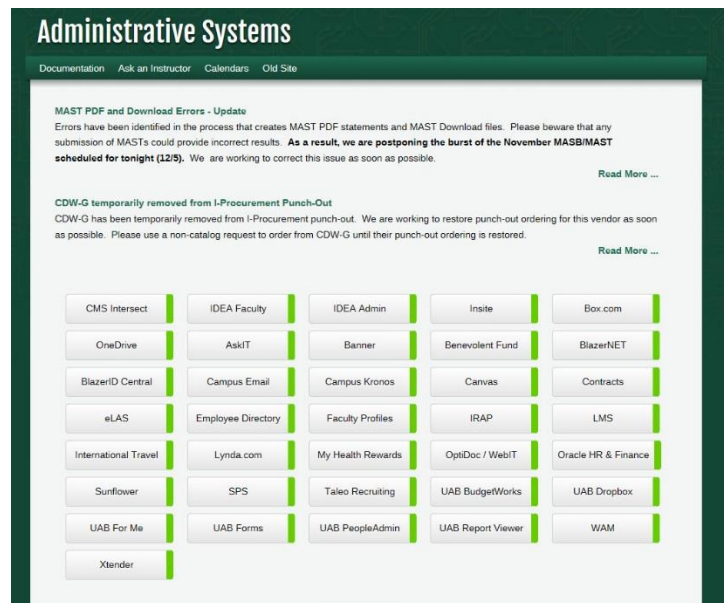 Administrative Systems
Documentation Ask an Instructor Calendars Old Site
MAST PDF and Download Errors - Update
Errors have been identified in the process that creates MAST PDF statements and MAST Download files. Please beware that any
submission of MASTs could provide incorrect results. As a result, we are postponing the burst of the November MASB/MAST
scheduled for tonight (12/5). We are working to correct this issue as soon as possible.
Read More ...
CDW-G temporarily removed from I-Procurement Punch-Out
CDW-G has been temporarily removed from I-Procurement punch-out. We are working to restore punch-out ordering for this vendor as soon
as possible. Please use a non-catalog request to order from CDW-G until their punch-out ordering is restored.
Read More ...
CMS Intersect IDEA Faculty IDEA Admin Insite Box.com
OneDrive AskIT Banner Benevolent Fund BlazerNET
BlazerID Central Campus Email Campus Kronos Canvas Contracts
eLAS Employee Directory Faculty Profiles IRAP LMS
International Travel Lynda.com My Health Rewards OptiDoc / WebIT Oracle HR & Finance
Sunflower SPS Taleo Recruiting UAB BudgetWorks UAB Dropbox
UAB For Me UAB Forms UAB PeopleAdmin UAB Report Viewer WAM
Xtender